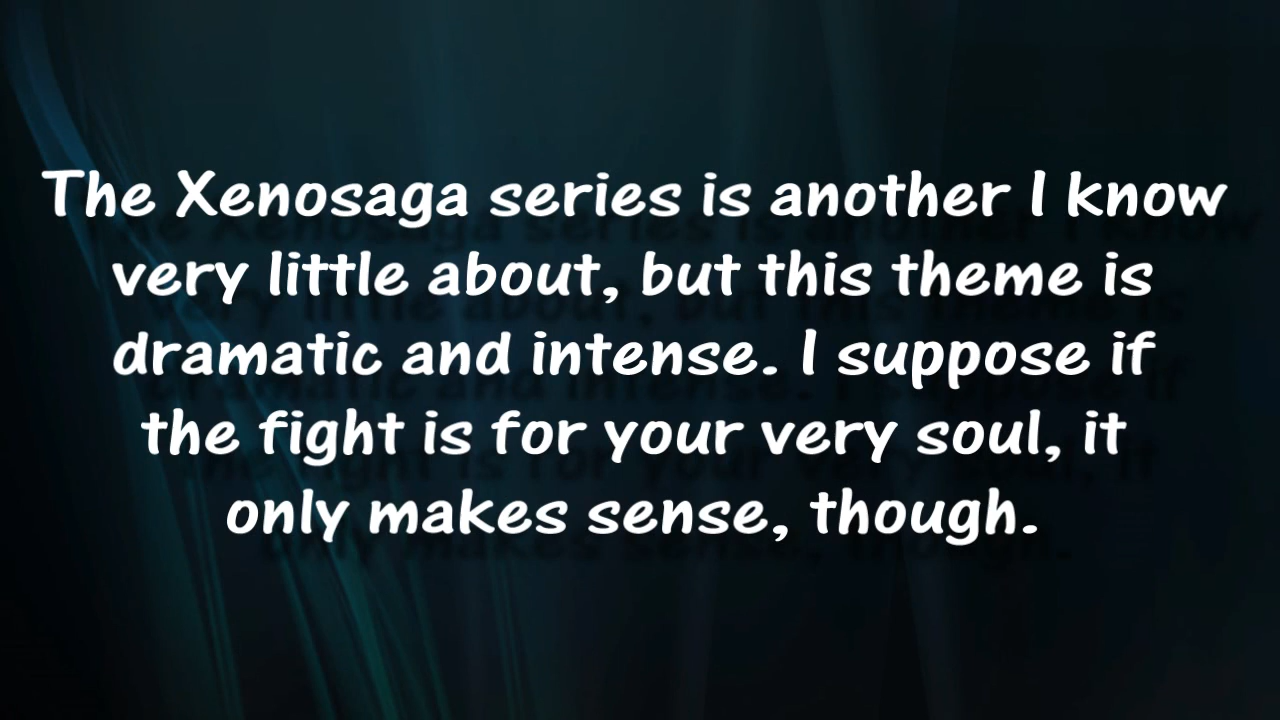 The Xenosaga series is another I know
very little about, but this theme is
dramatic and intense. I suppose if
the fight is for your very soul, it
only makes sense, though.